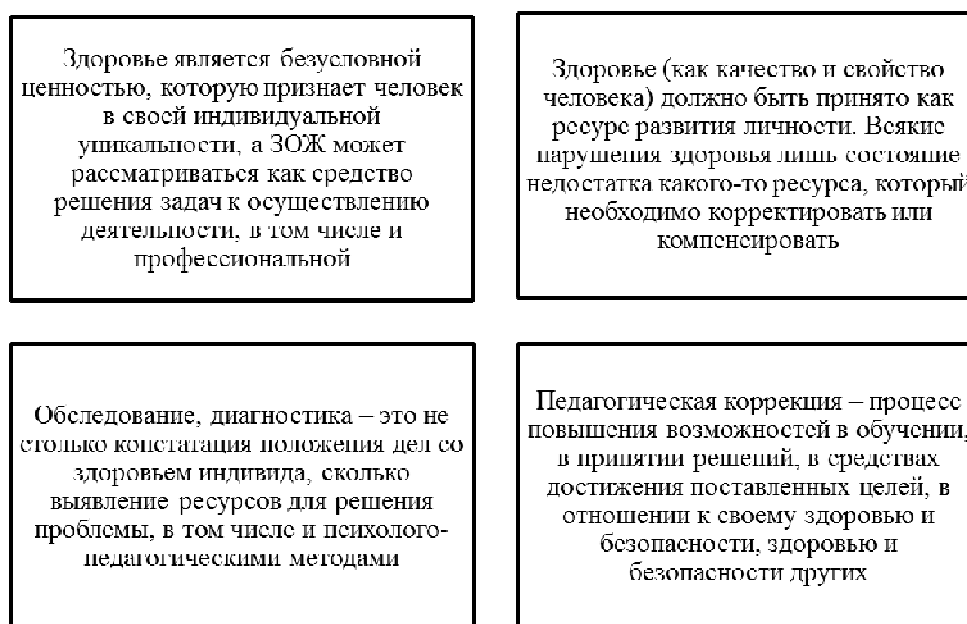 Здоровье является безусловной
ценностью, которую признает человек
в своей индивидуальной
уникальности, а ЗОЖ может
рассматриваться как средство
решения задач к осуществлению
деятельности, в том числе и
профессиональной
Здоровье (как качество и свойство
человека) должно быть принято как
ресурс развития личности. Всякие
нарушения здоровья лишь состояние
недостатка какого-то ресурса, который
необходимо корректировать или
компенсировать
Обследование, диагностика – это не
столько констатация положения дел со
здоровьем индивида, сколько
выявление ресурсов для решения
проблемы, в том числе и психолого-
педагогическими методами
Педагогическая коррекция – процесс
повышения возможностей в обучении,
в принятии решений, в средствах
достижения поставленных целей, в
отношении к своему здоровью и
безопасности, здоровью и
безопасности других